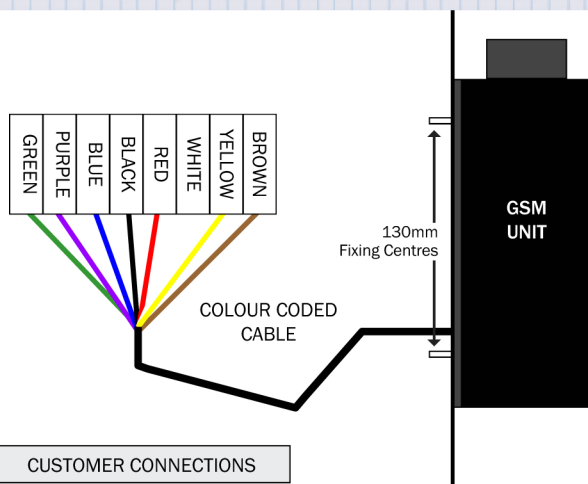 GREEN
PURPLE
BLUE
BLACK
RED
WHITE
YELLOW
BROWN
GSM
UNIT
130mm
Fixing Centres
COLOUR CODED
CABLE
CUSTOMER CONNECTIONS